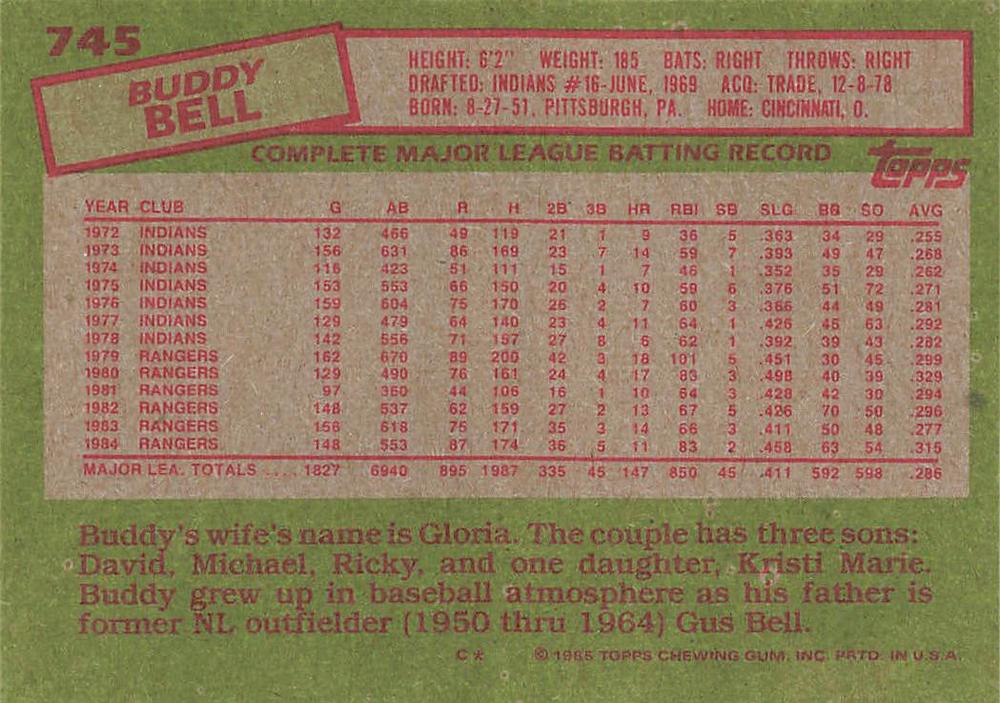 745
BUDDY
BELL
HEIGHT: 6'2" WEIGHT: 185 BATS: RIGHT THROWS: RIGHT
DRAFTED: INDIANS #16-JUNE, 1969 ACQ: TRADE, 12-8-78
BORN: 8-27-51, PITTSBURGH, PA. HOME: CINCINNATI, O.
COMPLETE MAJOR LEAGUE BATTING RECORD
topps
YEAR CLUB G AB R H 2B 3B HR RBI SB SLG BB SO AVG
1972 INDIANS 132 466 49 119 21 1 9 36 5 .363 34 29 .255
1973 INDIANS 156 631 86 169 23 7 14 59 7 .393 49 47 .268
1974 INDIANS 116 423 51 111 15 1 7 46 1 .352 35 29 .262
1975 INDIANS 153 553 66 150 20 4 10 59 6 .376 51 72 .271
1976 INDIANS 159 604 75 170 26 2 7 60 3 .366 44 49 .281
1977 INDIANS 129 479 64 140 23 4 11 64 1 .426 45 63 .292
1978 INDIANS 142 556 71 157 27 8 6 62 1 .392 39 43 .282
1979 RANGERS 162 670 89 200 42 3 18 101 5 .451 30 45 .299
1980 RANGERS 129 490 76 161 24 4 17 83 3 .498 40 39 .329
1981 RANGERS 97 360 44 106 16 1 10 64 3 .428 42 30 .294
1982 RANGERS 148 537 62 159 27 2 13 67 5 .426 70 50 .296
1983 RANGERS 156 618 75 171 35 3 14 66 3 .411 50 48 .277
1984 RANGERS 148 553 87 174 36 5 11 83 2 .458 63 54 .315
MAJOR LEA. TOTALS .... 1827 6940 895 1987 335 45 147 850 45 .411 592 598 .286
Buddy's wife's name is Gloria. The couple has three sons:
David, Michael, Ricky, and one daughter, Kristi Marie.
Buddy grew up in baseball atmosphere as his father is
former NL outfielder (1950 thru 1964) Gus Bell.
C* © 1985 TOPPS CHEWING GUM, INC. PRTD. IN U.S.A.